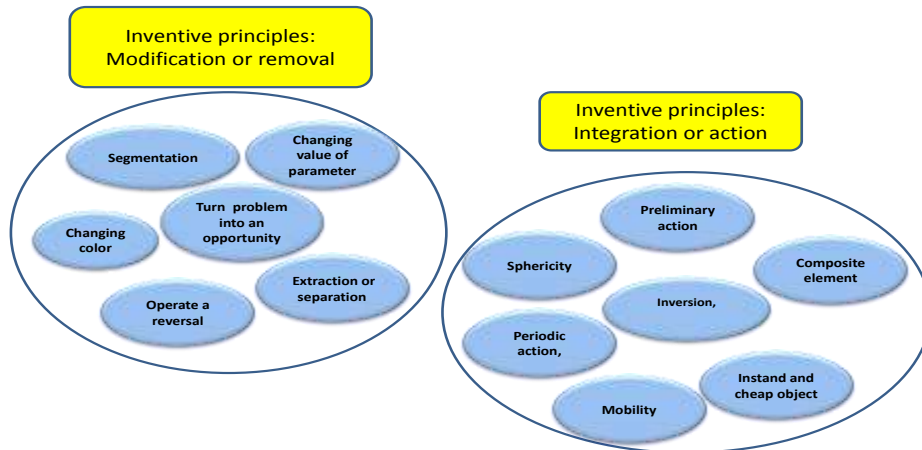 Inventive principles:
Modification or removal
Segmentation
Changing
value of
parameter
Turn problem
into an
opportunity
Changing
color
Extraction or
separation
Operate a
reversal
Inventive principles:
Integration or action
Preliminary
action
Sphericity
Composite
element
Inversion,
Periodic
action,
Instand and
cheap object
Mobility